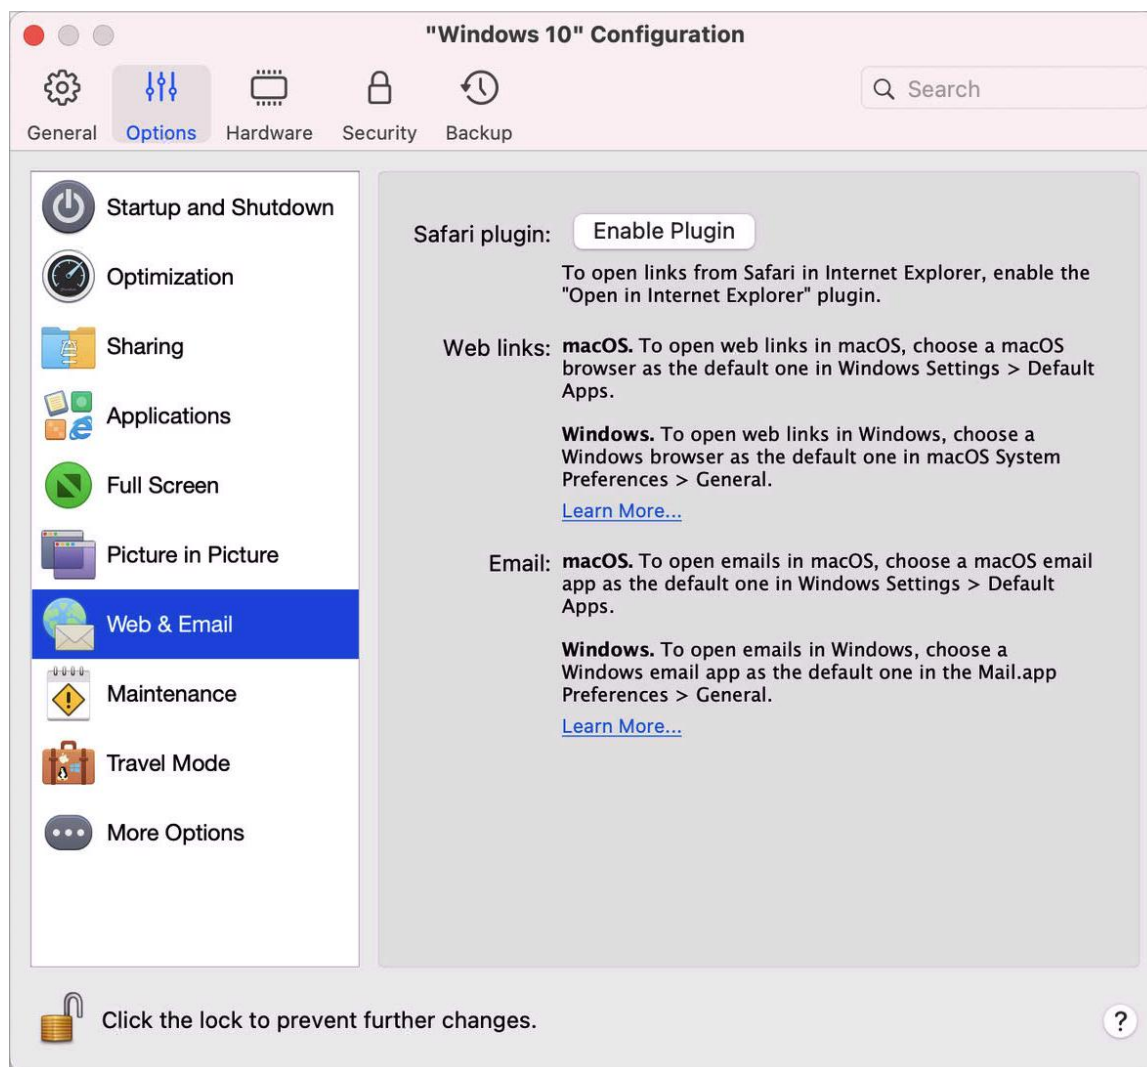 "Windows 10" Configuration
General
Options
Hardware
Security
Backup
Search
Startup and Shutdown
Optimization
Sharing
Applications
Full Screen
Picture in Picture
Web & Email
Maintenance
Travel Mode
More Options
Safari plugin:
Enable Plugin
To open links from Safari in Internet Explorer, enable the
"Open in Internet Explorer" plugin.
Web links: macOS. To open web links in macOS, choose a macOS
browser as the default one in Windows Settings > Default
Apps.
Windows. To open web links in Windows, choose a
Windows browser as the default one in macOS System
Preferences > General.
Learn More...
Email: macOS. To open emails in macOS, choose a macOS email
app as the default one in Windows Settings > Default
Apps.
Windows. To open emails in Windows, choose a
Windows email app as the default one in the Mail.app
Preferences > General.
Learn More...
Click the lock to prevent further changes.
?